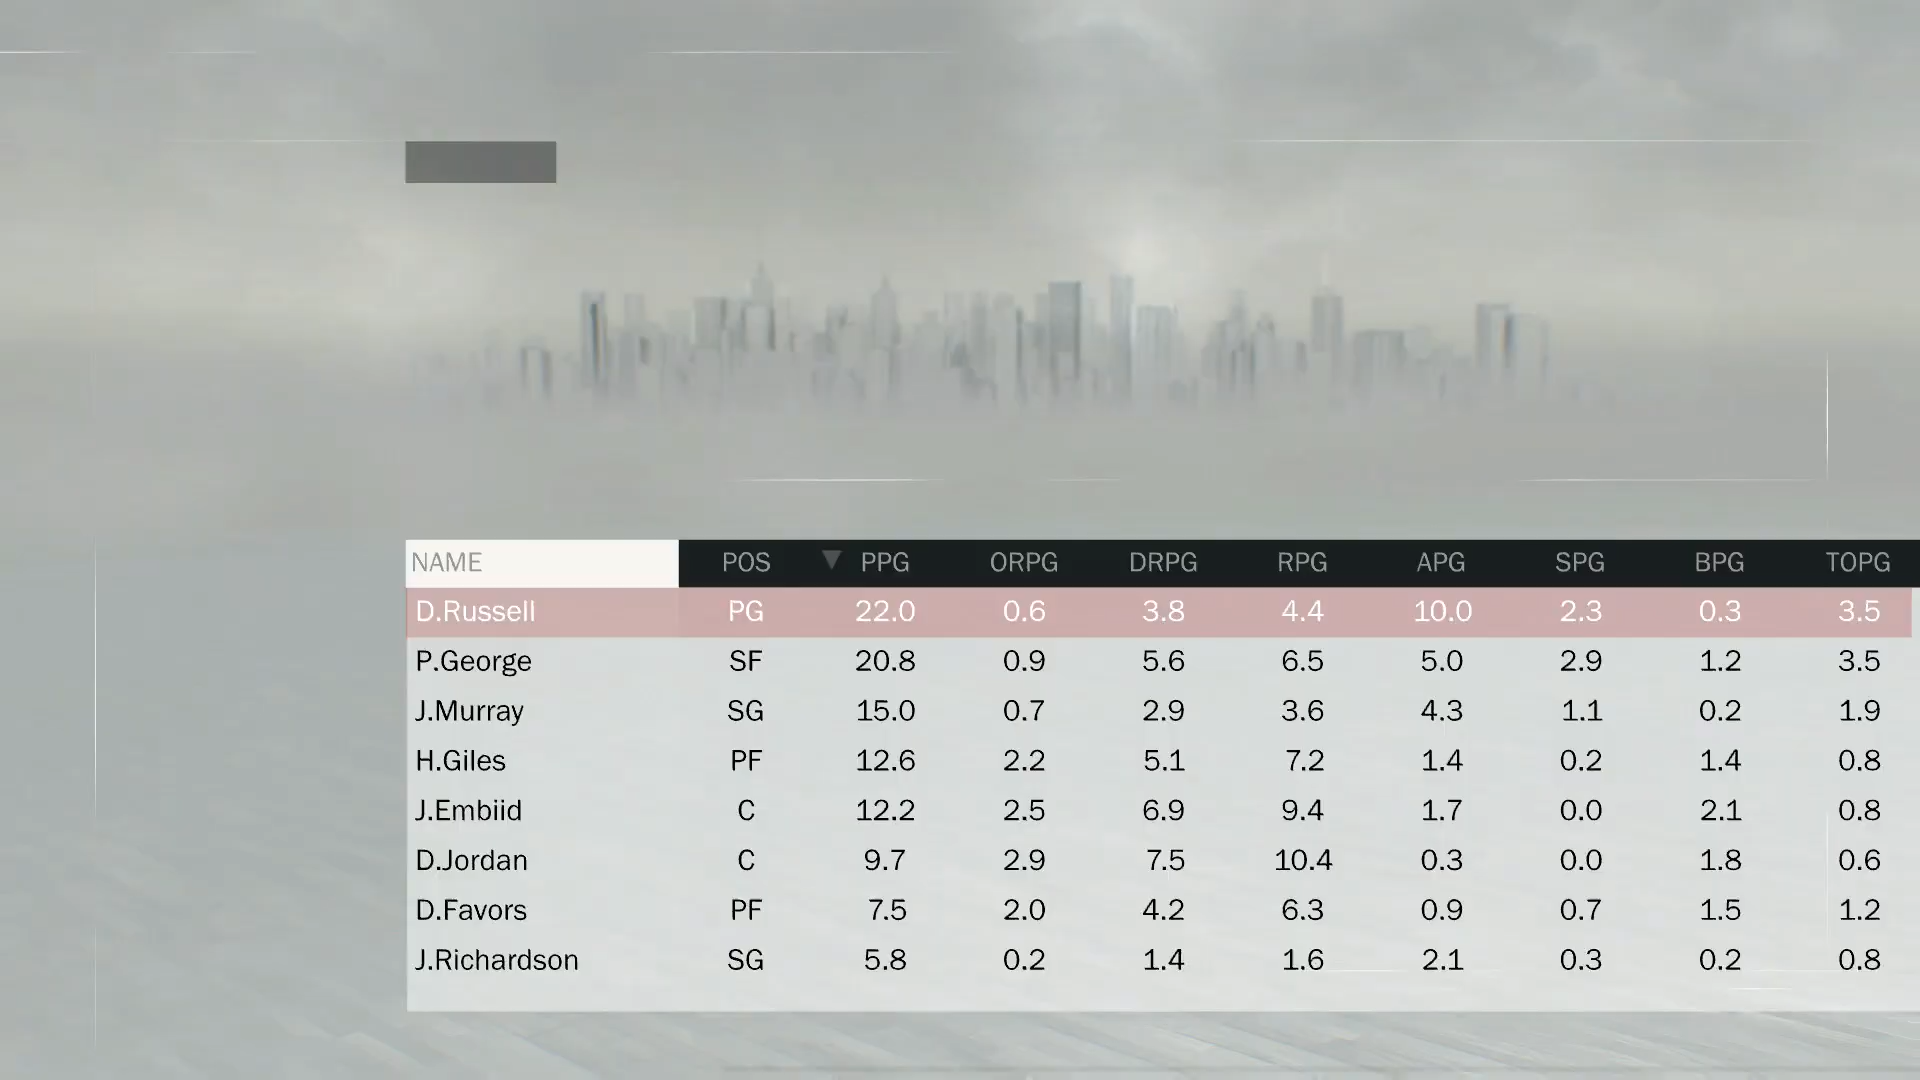 NAME POS PPG ORPG DRPG RPG APG SPG BPG TOPG
D.Russell PG 22.0 0.6 3.8 4.4 10.0 2.3 0.3 3.5
P.George SF 20.8 0.9 5.6 6.5 5.0 2.9 1.2 3.5
J.Murray SG 15.0 0.7 2.9 3.6 4.3 1.1 0.2 1.9
H.Giles PF 12.6 2.2 5.1 7.2 1.4 0.2 1.4 0.8
J.Embiid C 12.2 2.5 6.9 9.4 1.7 0.0 2.1 0.8
D.Jordan C 9.7 2.9 7.5 10.4 0.3 0.0 1.8 0.6
D.Favors PF 7.5 2.0 4.2 6.3 0.9 0.7 1.5 1.2
J.Richardson SG 5.8 0.2 1.4 1.6 2.1 0.3 0.2 0.8